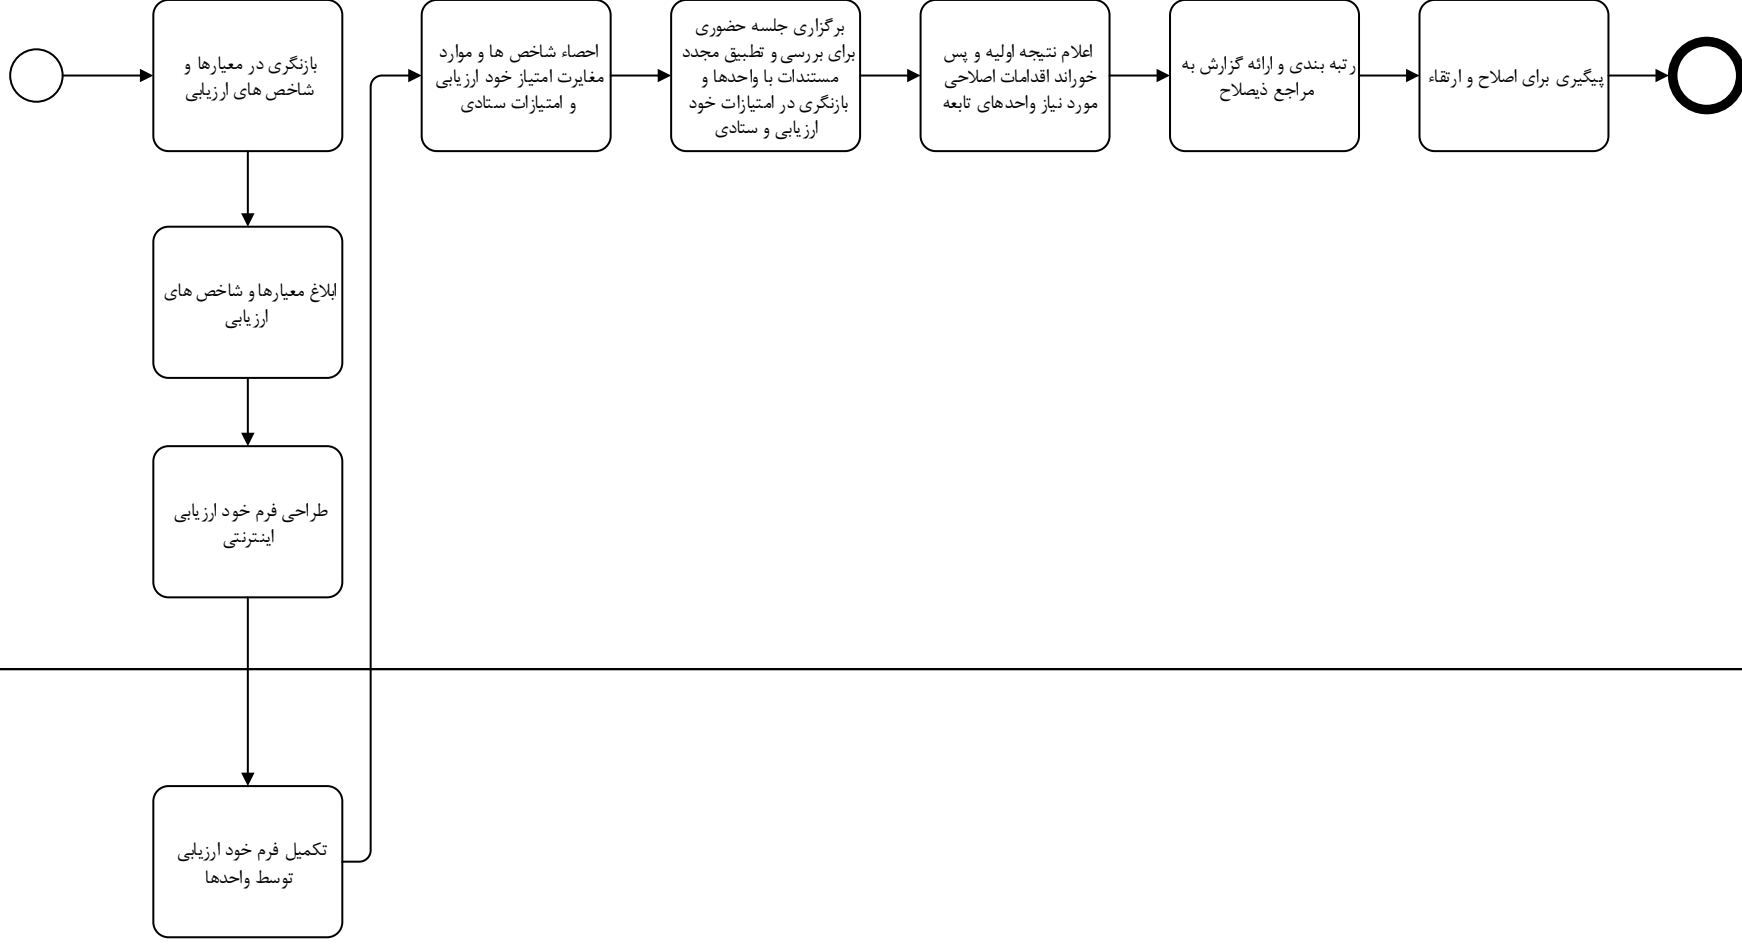 بازنگری در معیارها و
شاخص های ارزیابی
ابلاغ معیارها و شاخص های
ارزیابی
طراحی فرم خود ارزیابی
اینترنتی
تکمیل فرم خود ارزیابی
توسط واحدها
احصاء شاخص ها و موارد
مغایرت امتیاز خود ارزیابی
و امتیازات ستادی
برگزاری جلسه حضوری
برای بررسی و تطبیق مجدد
مستندات با واحدها و
بازنگری در امتیازات خود
ارزیابی و ستادی
اعلام نتیجه اولیه و پس
خوراند اقدامات اصلاحی
مورد نیاز واحدهای تابعه
رتبه بندی و ارائه گزارش به
مراجع ذیصلاح
پیگیری برای اصلاح و ارتقاء